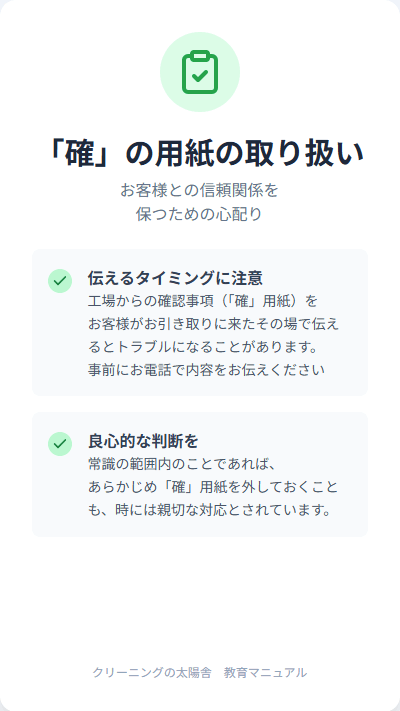 「確」の用紙の取り扱い
お客様との信頼関係を
保つための心配り
伝えるタイミングに注意
工場からの確認事項（「確」用紙）を
お客様がお引き取りに来たその場で伝え
るとトラブルになることがあります。
事前にお電話で内容をお伝えください
良心的な判断を
常識の範囲内のことであれば、
あらかじめ「確」用紙を外しておくこと
も、時には親切な対応とされています。
クリーニングの太陽舎　教育マニュアル